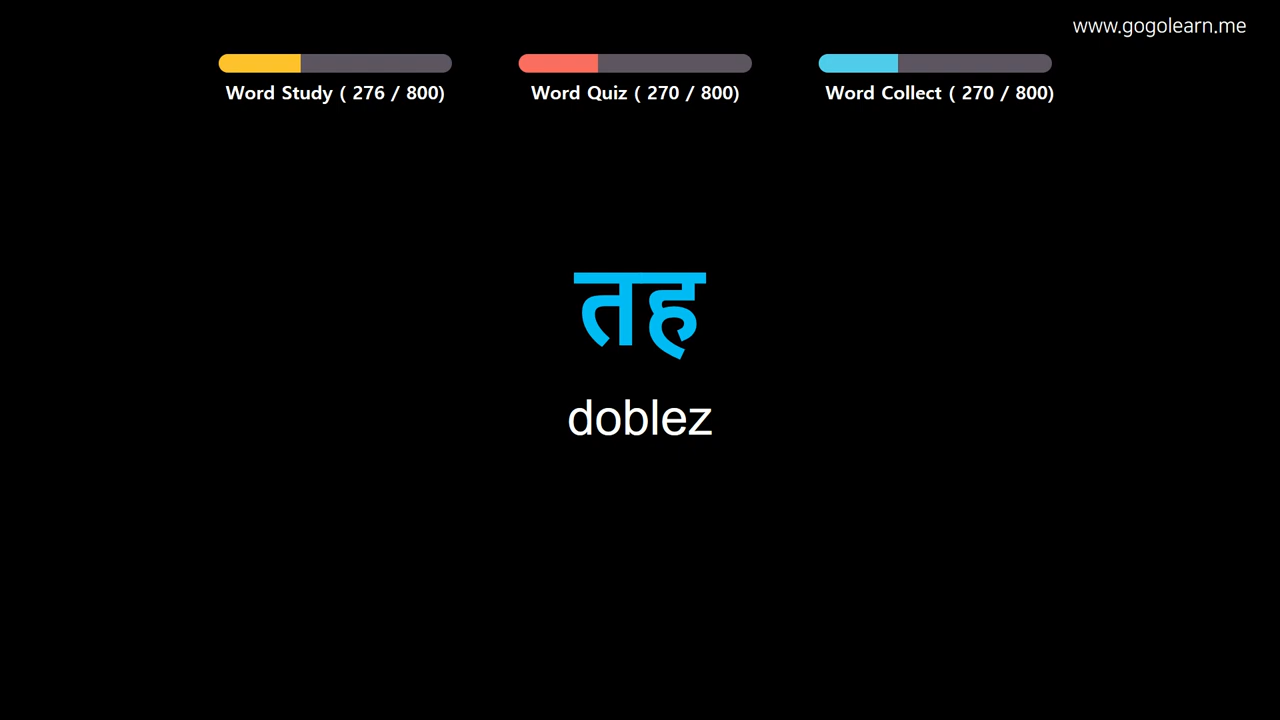 www.gogolearn.me
Word Study ( 276 / 800)
Word Quiz ( 270 / 800)
Word Collect ( 270 / 800)
तह
doblez